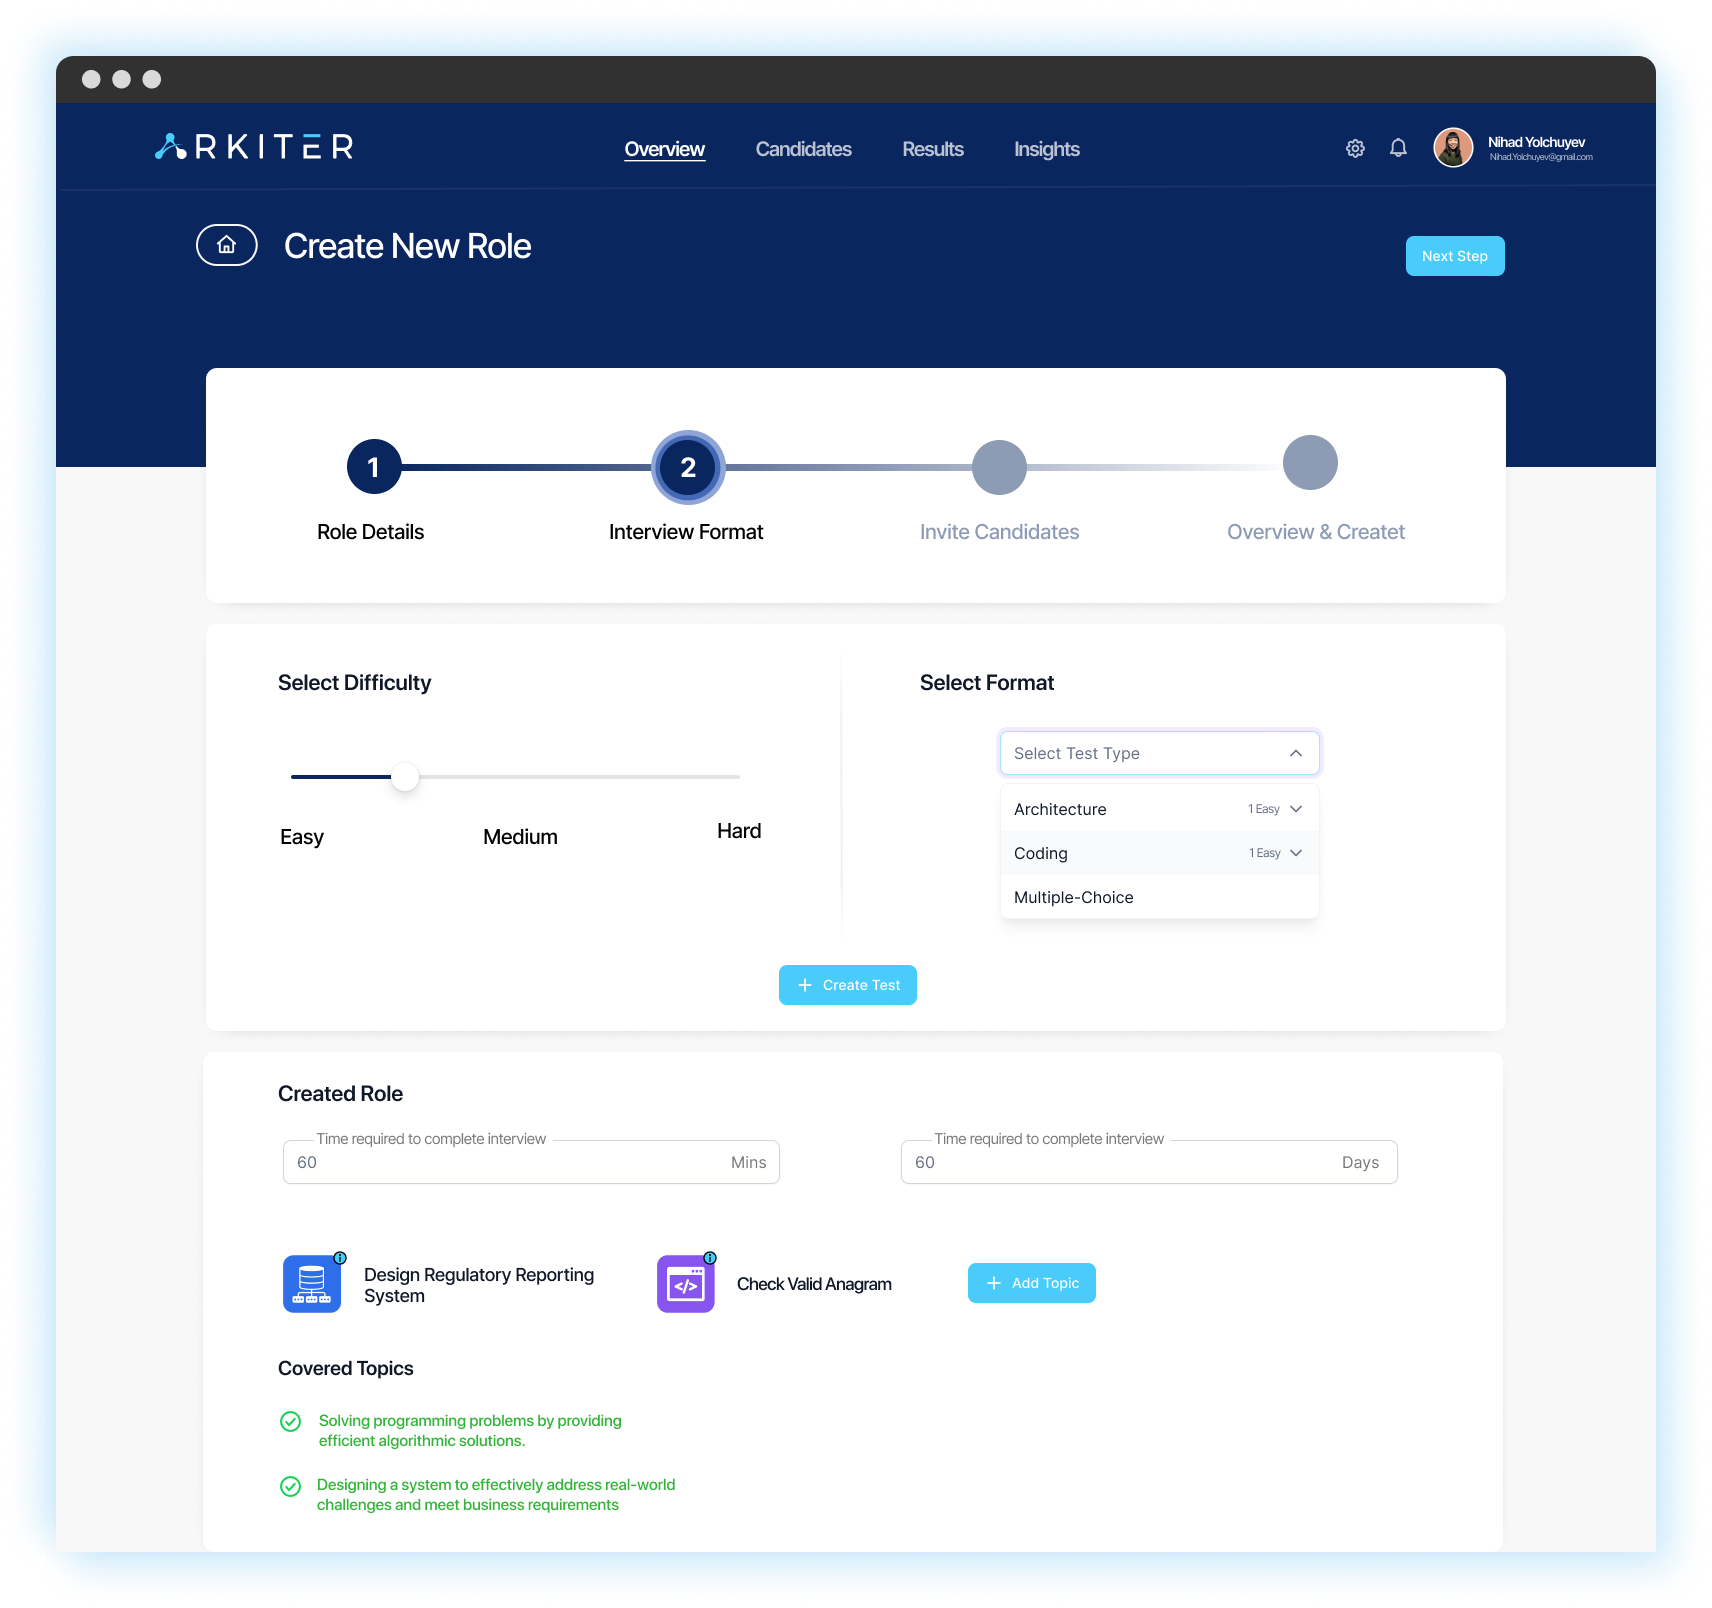 ARKITER
Overview Candidates Results Insights
Nihad Yolchuyev
Nihad.Yolchuyev@gmail.com
Create New Role
Next Step
1 2
Role Details Interview Format Invite Candidates Overview & Createt
Select Difficulty
Easy Medium Hard
Select Format
Select Test Type
Architecture 1 Easy
Coding 1 Easy
Multiple-Choice
Create Test
Created Role
Time required to complete interview
60 Mins
Time required to complete interview
60 Days
Design Regulatory Reporting
System
Check Valid Anagram
Add Topic
Covered Topics
Solving programming problems by providing
efficient algorithmic solutions.
Designing a system to effectively address real-world
challenges and meet business requirements